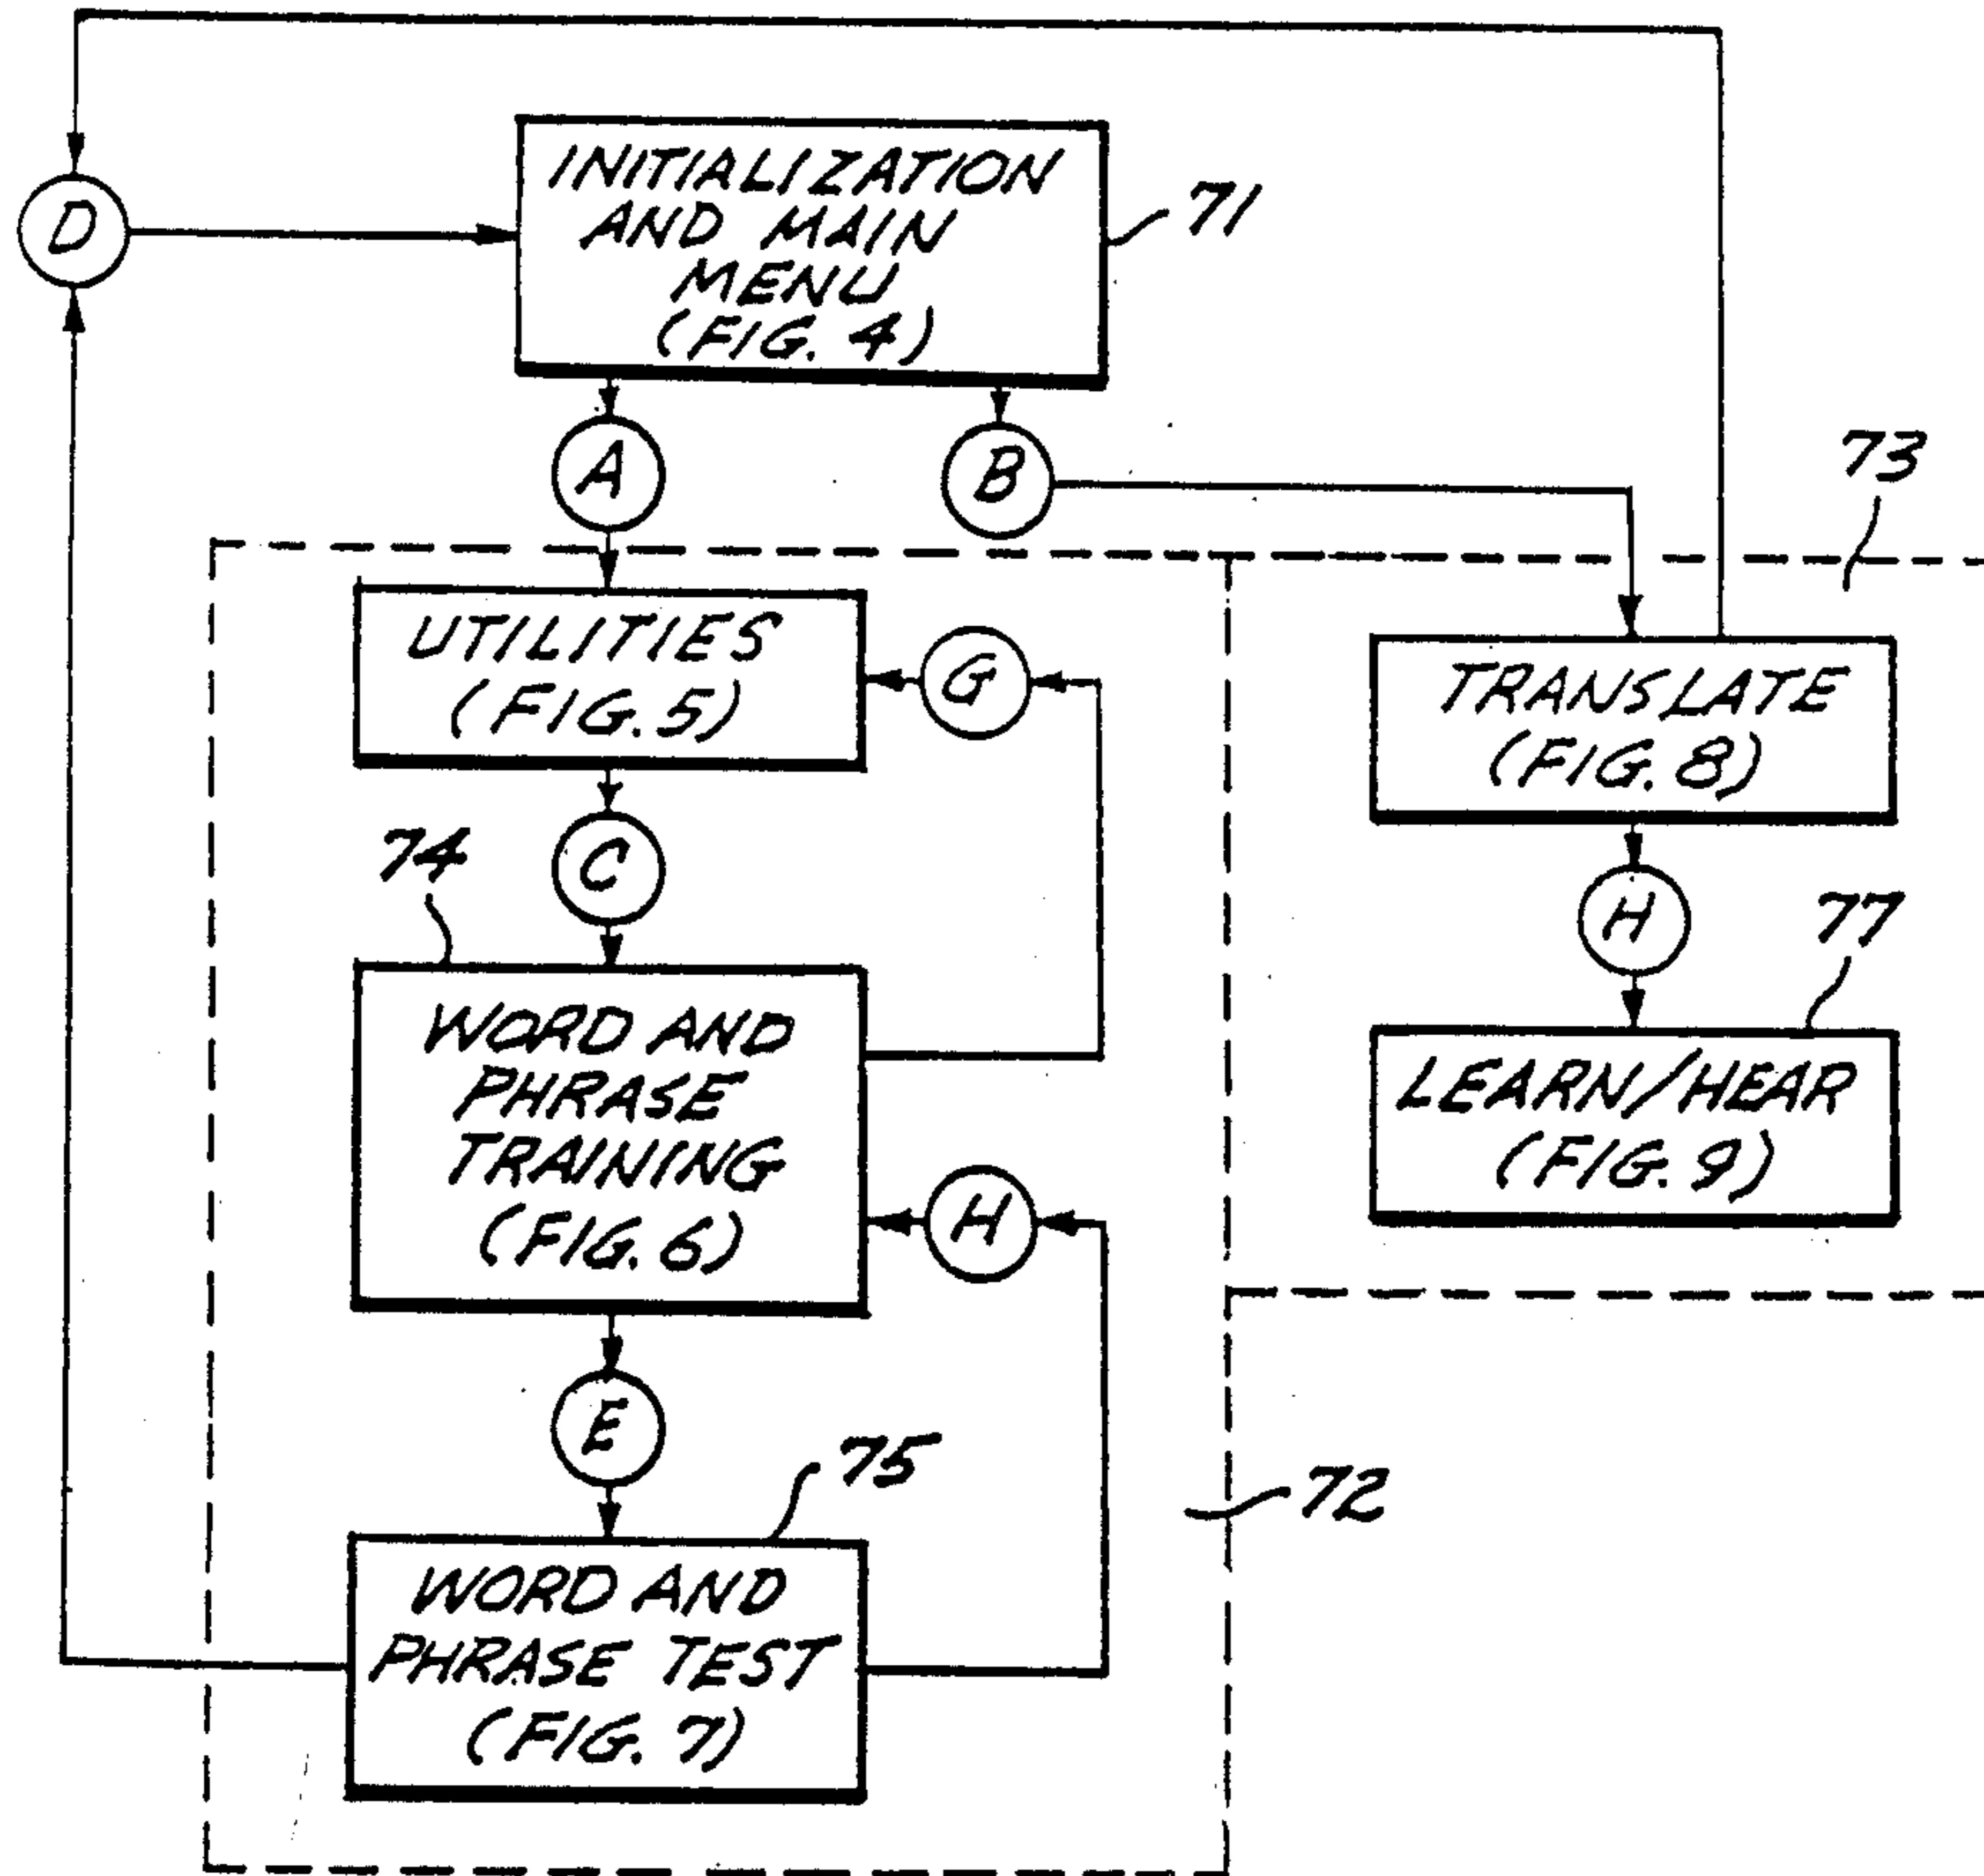 INITIALIZATION
AND MAIN
MENU
(FIG. 4)
71
D
A
B
73
UTILITIES
(FIG. 5)
G
TRANSLATE
(FIG. 8)
74
C
H
77
WORD AND
PHRASE
TRAINING
(FIG. 6)
H
LEARN/HEAR
(FIG. 9)
E
75
72
WORD AND
PHRASE TEST
(FIG. 7)